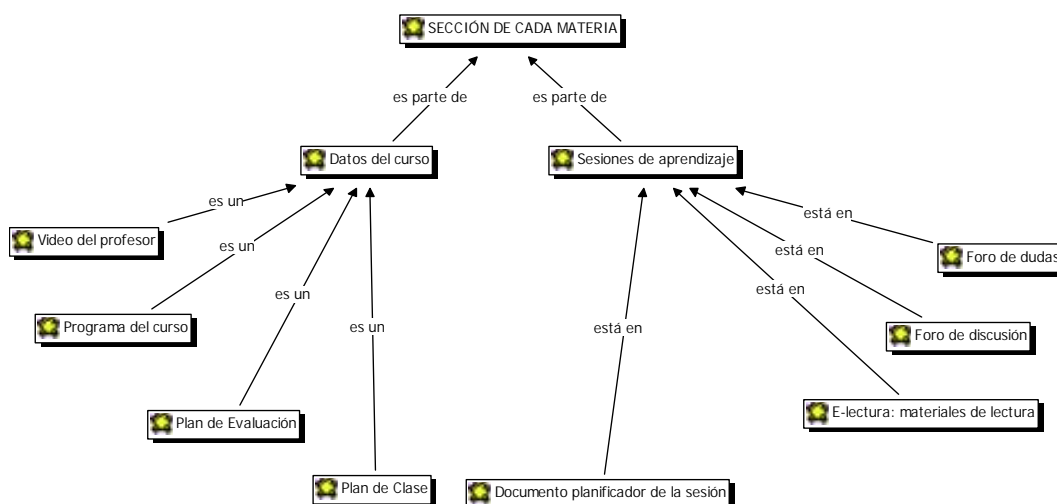 SECCIÓN DE CADA MATERIA
es parte de
es parte de
Datos del curso
Sesiones de aprendizaje
es un
está en
Video del profesor
es un
está en
Foro de dudas
es un
está en
Programa del curso
es un
está en
Foro de discusión
Plan de Evaluación
E-lectura: materiales de lectura
Plan de Clase
Documento planificador de la sesión